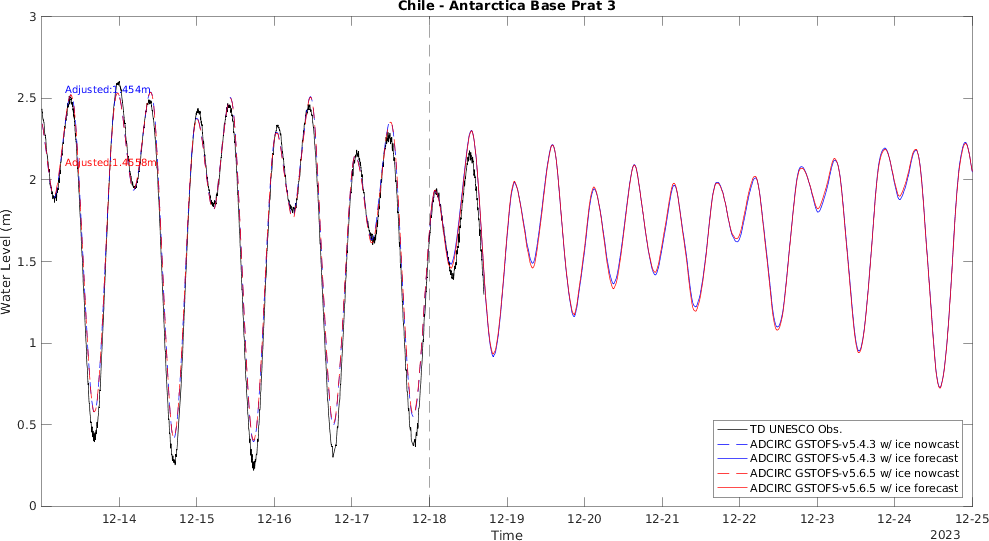 Chile - Antarctica Base Prat 3
3
2.5
2
1.5
1
0.5
0
Water Level (m)
Adjusted:1.454m
Adjusted:1.4558m
12-14
12-15
12-16
12-17
12-18
12-19
12-20
12-21
12-22
12-23
12-24
12-25
Time
2023
TD UNESCO Obs.
ADCIRC GSTOFS-v5.4.3 w/ ice nowcast
ADCIRC GSTOFS-v5.4.3 w/ ice forecast
ADCIRC GSTOFS-v5.6.5 w/ ice nowcast
ADCIRC GSTOFS-v5.6.5 w/ ice forecast